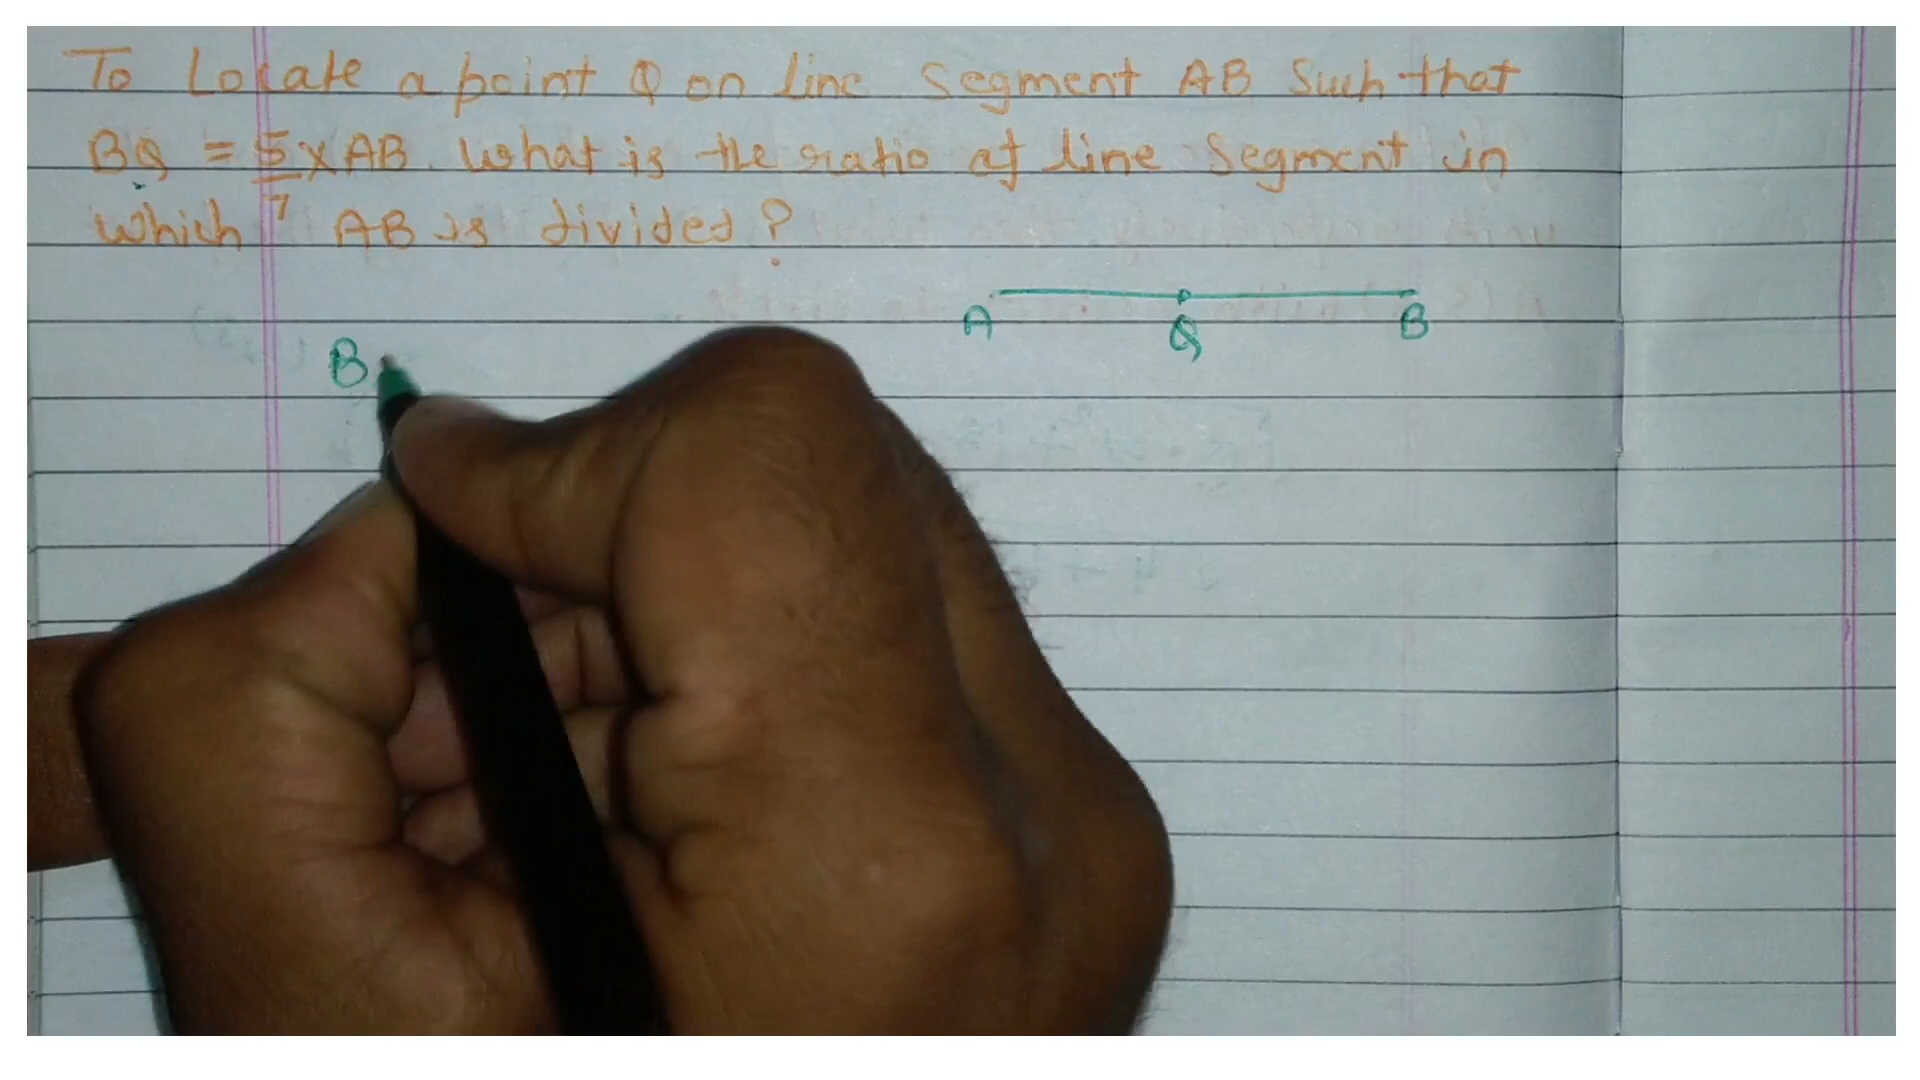 To Locate a point Q on line segment AB Such that
BQ = 5/7 X AB. What is the ratio of line segment in
which AB is divided?
A Q B
B